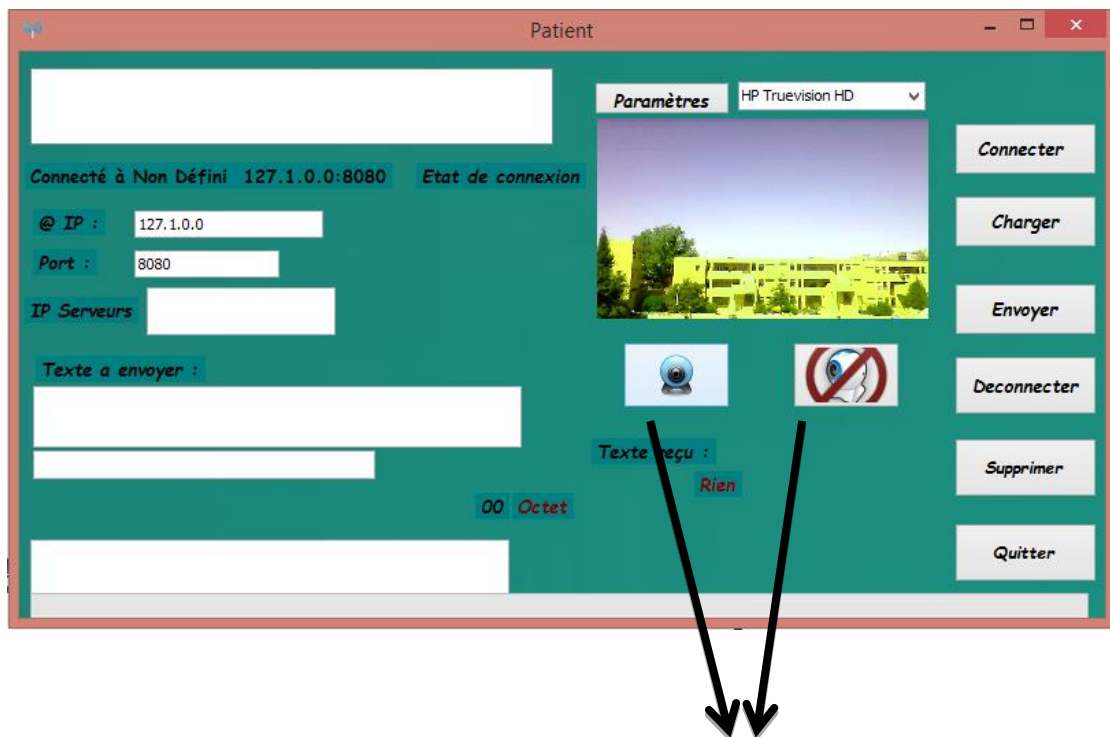 Patient
Paramètres
HP Truevision HD
Connecter
Connecté à Non Défini 127.1.0.0:8080
Etat de connexion
@ IP :
127.1.0.0
Charger
Port :
8080
IP Serveurs
Envoyer
Texte a envoyer :
Deconnecter
Texte reçu :
Rien
Supprimer
00 Octet
Quitter